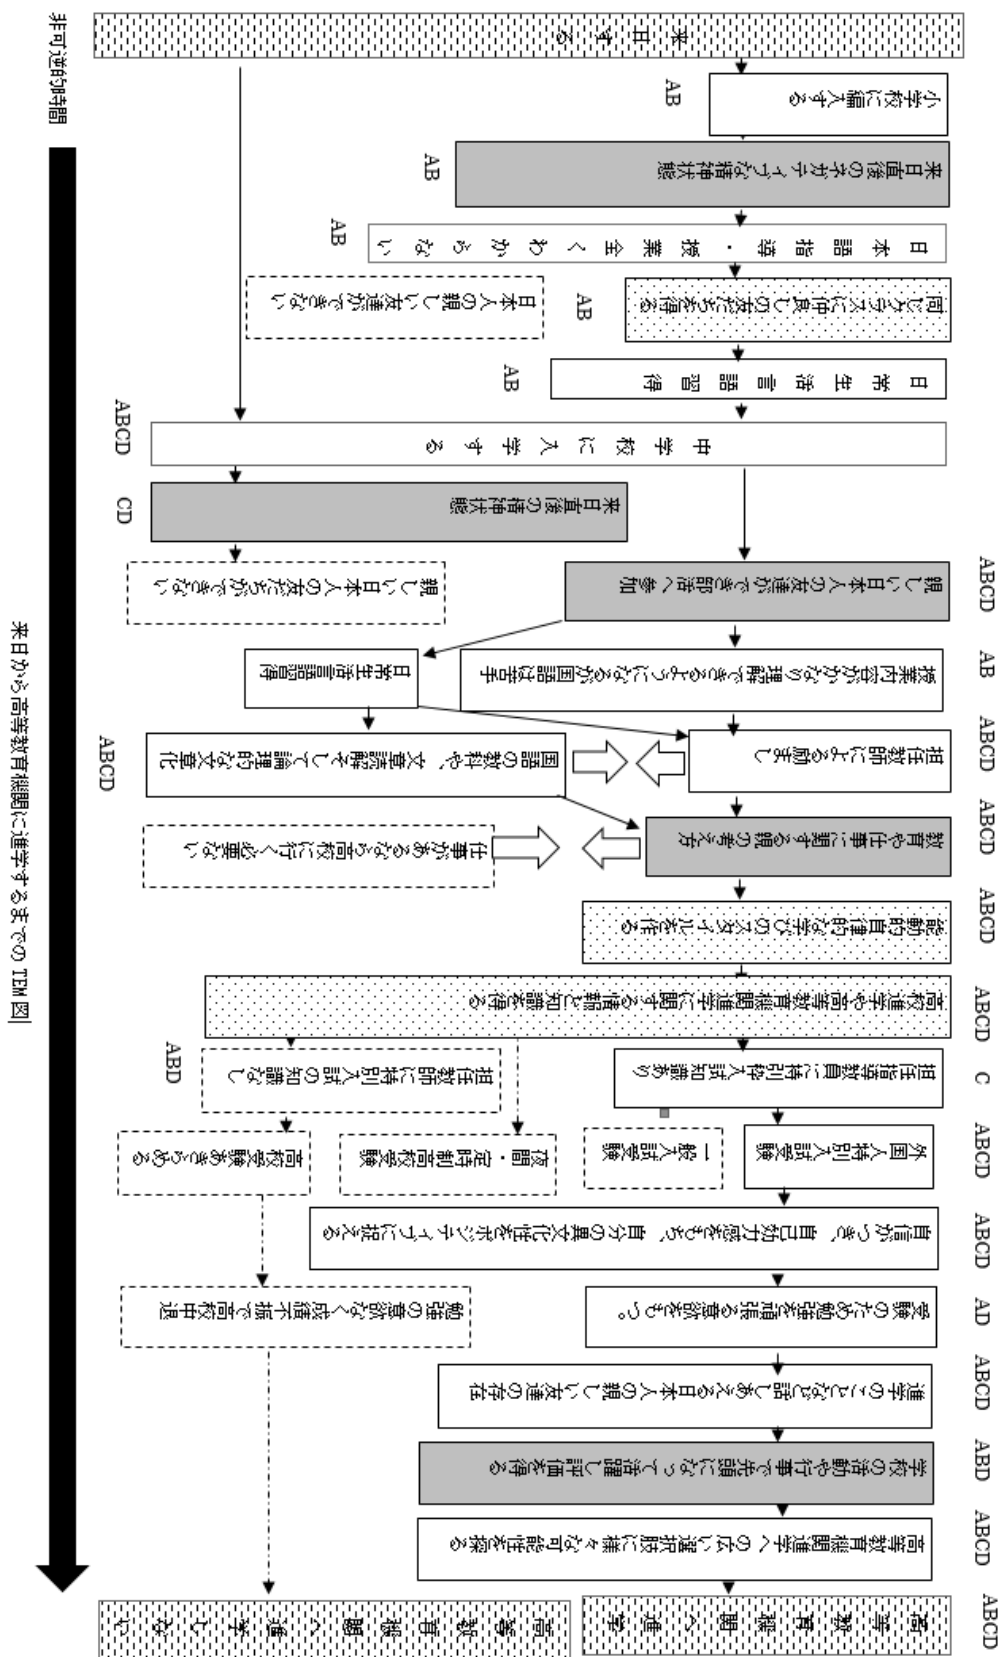 来日する
小学校に編入する
AB
来日直後のネガティブな精神状態
AB
日本語指導・授業全くわからない
AB
同じクラスに仲良しの友だちを得る
AB
日本人の親しい友達ができない
日常生活言語習得
AB
中学校に入学する
ABCD
来日直後の精神状態
CD
親しい日本人の友達ができ部活へ参加
ABCD
親しい日本人の友だちができない
授業内容がかなり理解できるようになるが国語は苦手
AB
日常生活言語習得
担任教師による励まし
ABCD
国語の教科や、文章読解そして論理的な文章化
ABCD
教育や仕事に関する親の考え方
ABCD
仕事があるなら高校に行く必要ない
能動的自律的な学びのスタイルを作る
ABCD
高校進学や高等教育機関進学に関する情報と知識を得る
ABCD
担任指導教員に特別枠入試知識あり
C
担任教師に特別入試の知識なし
ABD
外国人特別入試受験
ABCD
一般入試受験
夜間・定時制高校受験
高校受験あきらめる
自信がつき、自己効力感をもち、自分の異文化性をポジティブに捉える
ABCD
受験のための勉強を頑張る意欲をもつ。
AD
勉強の意欲なく成績不振で高校中退
進学のことなど話しあえる日本人の親しい友達の存在
ABCD
学校の活動や行事で先頭になって活躍し評価を得る
ABD
高等教育機関進学への広い選択肢に様々な可能性を探る
ABCD
高等教育機関へ進学
ABCD
高等教育機関へ進学しない
非可逆的時間
来日から高等教育機関に進学するまでの TEM 図